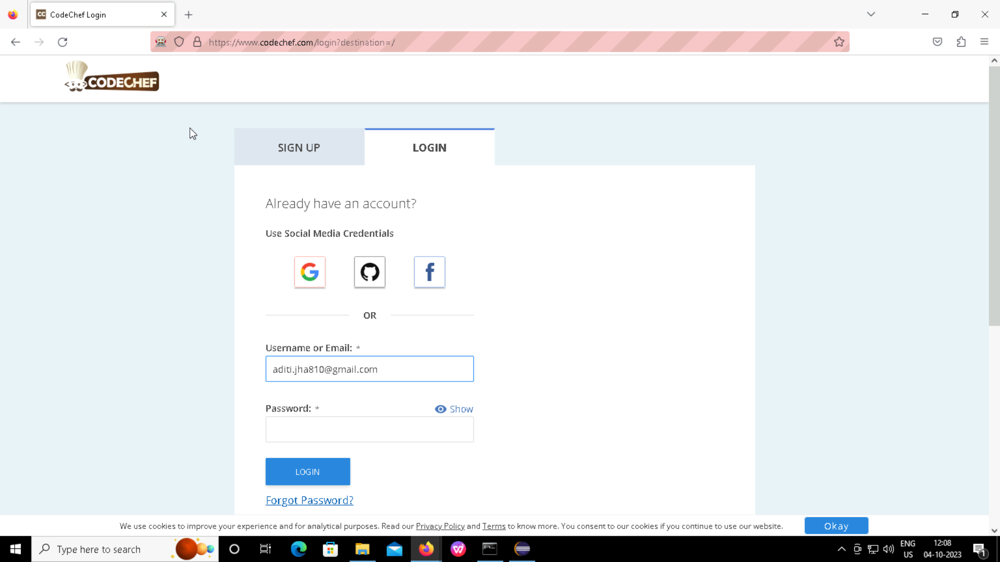 CC CodeChef Login
https://www.codechef.com/login?destination=/
CODECHEF
SIGN UP
LOGIN
Already have an account?
Use Social Media Credentials
OR
Username or Email: *
aditi.jha810@gmail.com
Password: *
Show
LOGIN
Forgot Password?
We use cookies to improve your experience and for analytical purposes. Read our Privacy Policy and Terms to know more. You consent to our cookies if you continue to use our website.
Okay
Type here to search
ENG
US
12:08
04-10-2023
1